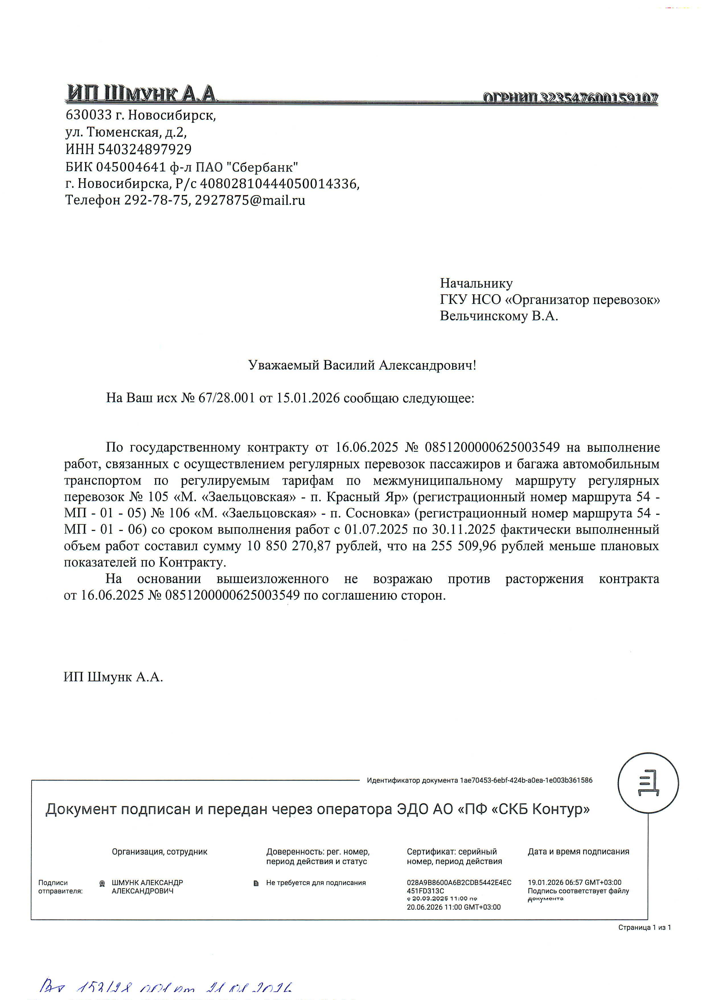 ИП Шмунк А.А.
ОГРНИП 323547600159107
630033 г. Новосибирск,
ул. Тюменская, д.2,
ИНН 540324897929
БИК 045004641 ф-л ПАО "Сбербанк"
г. Новосибирска, Р/с 40802810444050014336,
Телефон 292-78-75, 2927875@mail.ru
Начальнику
ГКУ НСО «Организатор перевозок»
Вельчинскому В.А.
Уважаемый Василий Александрович!
На Ваш исх № 67/28.001 от 15.01.2026 сообщаю следующее:
По государственному контракту от 16.06.2025 № 0851200000625003549 на выполнение
работ, связанных с осуществлением регулярных перевозок пассажиров и багажа автомобильным
транспортом по регулируемым тарифам по межмуниципальному маршруту регулярных
перевозок № 105 «М. «Заельцовская» - п. Красный Яр» (регистрационный номер маршрута 54 -
МП - 01 - 05) № 106 «М. «Заельцовская» - п. Сосновка» (регистрационный номер маршрута 54 -
МП - 01 - 06) со сроком выполнения работ с 01.07.2025 по 30.11.2025 фактически выполненный
объем работ составил сумму 10 850 270,87 рублей, что на 255 509,96 рублей меньше плановых
показателей по Контракту.
На основании вышеизложенного не возражаю против расторжения контракта
от 16.06.2025 № 0851200000625003549 по соглашению сторон.
ИП Шмунк А.А.
Идентификатор документа 1ae70453-6ebf-424b-a0ea-1e003b361586
Документ подписан и передан через оператора ЭДО АО «ПФ «СКБ Контур»
Организация, сотрудник
Доверенность: рег. номер,
период действия и статус
Сертификат: серийный
номер, период действия
Дата и время подписания
Подписи
отправителя:
ШМУНК АЛЕКСАНДР
АЛЕКСАНДРОВИЧ
Не требуется для подписания
028A9B8600A6B2CDB5442E4EC
451FD313C
с 20.03.2025 11:00 по
20.06.2026 11:00 GMT+03:00
19.01.2026 06:57 GMT+03:00
Подпись соответствует файлу
документа
Страница 1 из 1